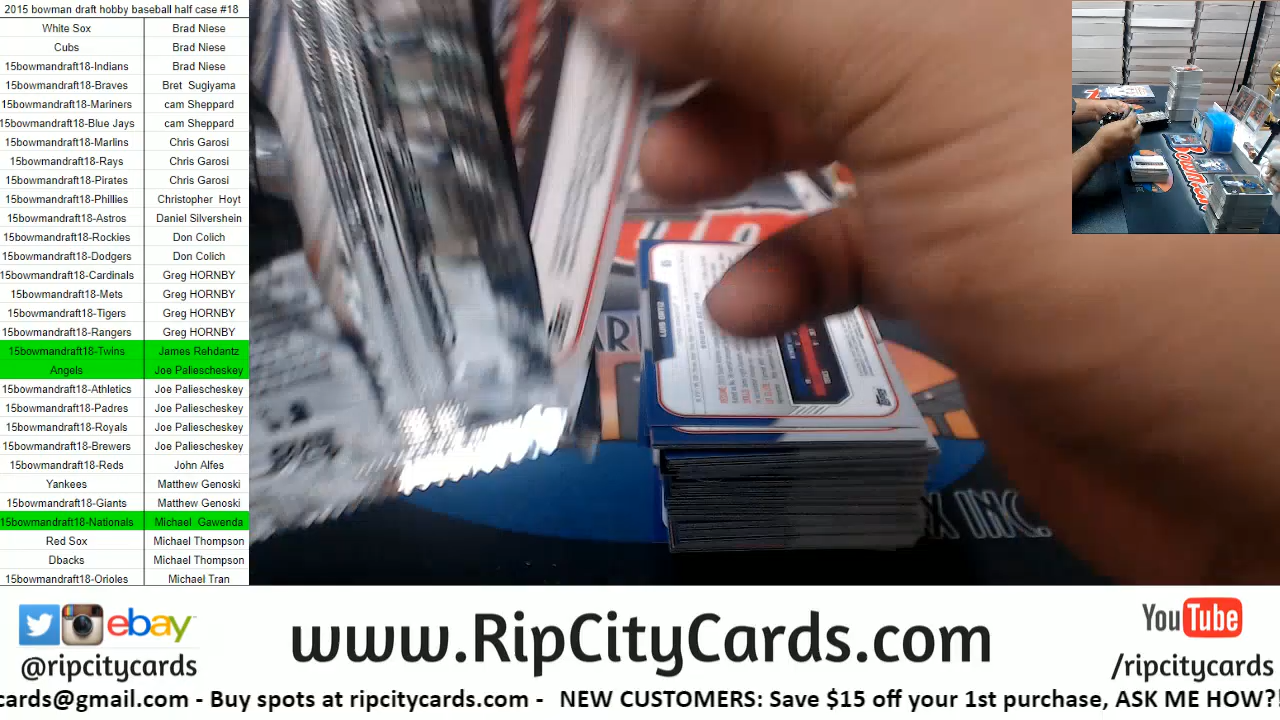 2015 bowman draft hobby baseball half case #18
White Sox Brad Niese
Cubs Brad Niese
15bowmandraft18-Indians Brad Niese
15bowmandraft18-Braves Bret Sugiyama
15bowmandraft18-Mariners cam Sheppard
15bowmandraft18-Blue Jays cam Sheppard
15bowmandraft18-Marlins Chris Garosi
15bowmandraft18-Rays Chris Garosi
15bowmandraft18-Pirates Chris Garosi
15bowmandraft18-Phillies Christopher Hoyt
15bowmandraft18-Astros Daniel Silvershein
15bowmandraft18-Rockies Don Colich
15bowmandraft18-Dodgers Don Colich
15bowmandraft18-Cardinals Greg HORNBY
15bowmandraft18-Mets Greg HORNBY
15bowmandraft18-Tigers Greg HORNBY
15bowmandraft18-Rangers Greg HORNBY
15bowmandraft18-Twins James Rehdantz
Angels Joe Paliescheskey
15bowmandraft18-Athletics Joe Paliescheskey
15bowmandraft18-Padres Joe Paliescheskey
15bowmandraft18-Royals Joe Paliescheskey
15bowmandraft18-Brewers Joe Paliescheskey
15bowmandraft18-Reds John Alfes
Yankees Matthew Genoski
15bowmandraft18-Giants Matthew Genoski
15bowmandraft18-Nationals Michael Gawenda
Red Sox Michael Thompson
Dbacks Michael Thompson
15bowmandraft18-Orioles Michael Tran
LUIS ORTIZ
Topps
X INC.
ebay
@ripcitycards
www.RipCityCards.com
YouTube
/ripcitycards
cards@gmail.com - Buy spots at ripcitycards.com - NEW CUSTOMERS: Save $15 off your 1st purchase, ASK ME HOW?!